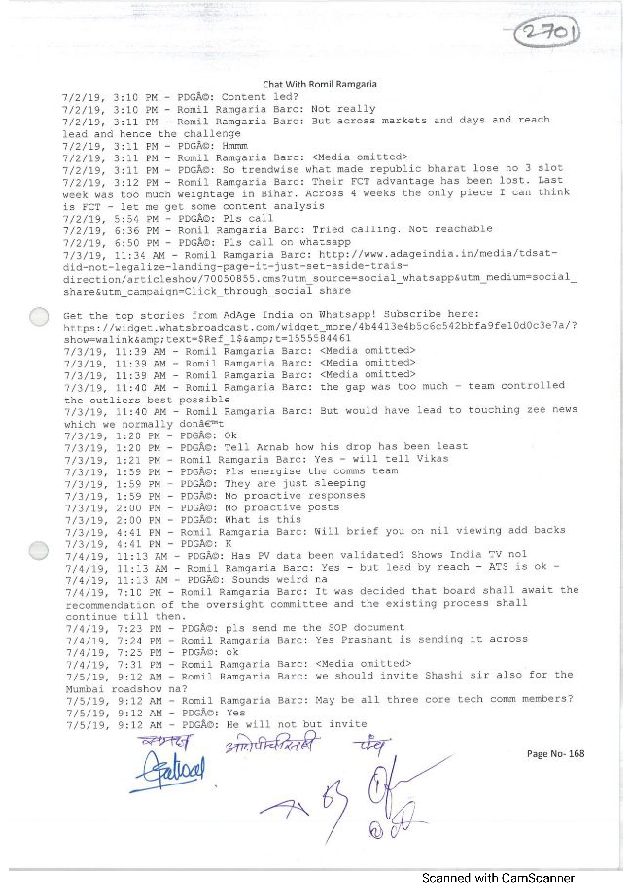 2701
Chat With Romil Ramgaria
7/2/19, 3:10 PM - PDGÂ©: Content led?
7/2/19, 3:10 PM - Romil Ramgaria Barc: Not really
7/2/19, 3:11 PM - Romil Ramgaria Barc: But across markets and days and reach
lead and hence the challenge
7/2/19, 3:11 PM - PDGÂ©: Hmmm
7/2/19, 3:11 PM - Romil Ramgaria Barc: <Media omitted>
7/2/19, 3:11 PM - PDGÂ©: So trendwise what made republic bharat lose no 3 slot
7/2/19, 3:12 PM - Romil Ramgaria Barc: Their FCT advantage has been lost. Last
week was too much weightage in Bihar. Across 4 weeks the only piece I can think
is FCT - let me get some content analysis
7/2/19, 5:54 PM - PDGÂ©: Pls call
7/2/19, 6:36 PM - Romil Ramgaria Barc: Tried calling. Not reachable
7/2/19, 6:50 PM - PDGÂ©: Pls call on whatsapp
7/3/19, 11:34 AM - Romil Ramgaria Barc: http://www.adageindia.in/media/tdsat-
did-not-legalize-landing-page-it-just-set-aside-trais-
direction/articleshow/70050855.cms?utm_source=social_whatsapp&utm_medium=social_
share&utm_campaign=Click_through_social share

Get the top stories from AdAge India on Whatsapp! Subscribe here:
https://widget.whatsbroadcast.com/widget_more/4b4413e4b5c6c542bbfa9fe10d0c3e7a/?
show=walink&amp;text=$Ref_1$&amp;t=1555584461
7/3/19, 11:39 AM - Romil Ramgaria Barc: <Media omitted>
7/3/19, 11:39 AM - Romil Ramgaria Barc: <Media omitted>
7/3/19, 11:39 AM - Romil Ramgaria Barc: <Media omitted>
7/3/19, 11:40 AM - Romil Ramgaria Barc: the gap was too much - team controlled
the outliers best possible
7/3/19, 11:40 AM - Romil Ramgaria Barc: But would have lead to touching zee news
which we normally donâ€™t
7/3/19, 1:20 PM - PDGÂ©: Ok
7/3/19, 1:20 PM - PDGÂ©: Tell Arnab how his drop has been least
7/3/19, 1:21 PM - Romil Ramgaria Barc: Yes - will tell Vikas
7/3/19, 1:59 PM - PDGÂ©: Pls energise the comms team
7/3/19, 1:59 PM - PDGÂ©: They are just sleeping
7/3/19, 1:59 PM - PDGÂ©: No proactive responses
7/3/19, 2:00 PM - PDGÂ©: No proactive posts
7/3/19, 2:00 PM - PDGÂ©: What is this
7/3/19, 4:41 PM - Romil Ramgaria Barc: Will brief you on nil viewing add backs
7/3/19, 4:41 PM - PDGÂ©: K
7/4/19, 11:13 AM - PDGÂ©: Has PV data been validated? Shows India TV no1
7/4/19, 11:13 AM - Romil Ramgaria Barc: Yes - but lead by reach - ATS is ok -
7/4/19, 11:13 AM - PDGÂ©: Sounds weird na
7/4/19, 7:10 PM - Romil Ramgaria Barc: It was decided that board shall await the
recommendation of the oversight committee and the existing process shall
continue till then.
7/4/19, 7:23 PM - PDGÂ©: pls send me the SOP document
7/4/19, 7:24 PM - Romil Ramgaria Barc: Yes Prashant is sending it across
7/4/19, 7:25 PM - PDGÂ©: ok
7/4/19, 7:31 PM - Romil Ramgaria Barc: <Media omitted>
7/5/19, 9:12 AM - Romil Ramgaria Barc: we should invite Shashi sir also for the
Mumbai roadshow na?
7/5/19, 9:12 AM - Romil Ramgaria Barc: May be all three core tech comm members?
7/5/19, 9:12 AM - PDGÂ©: Yes
7/5/19, 9:12 AM - PDGÂ©: He will not but invite
पंच
Page No- 168
Scanned with CamScanner